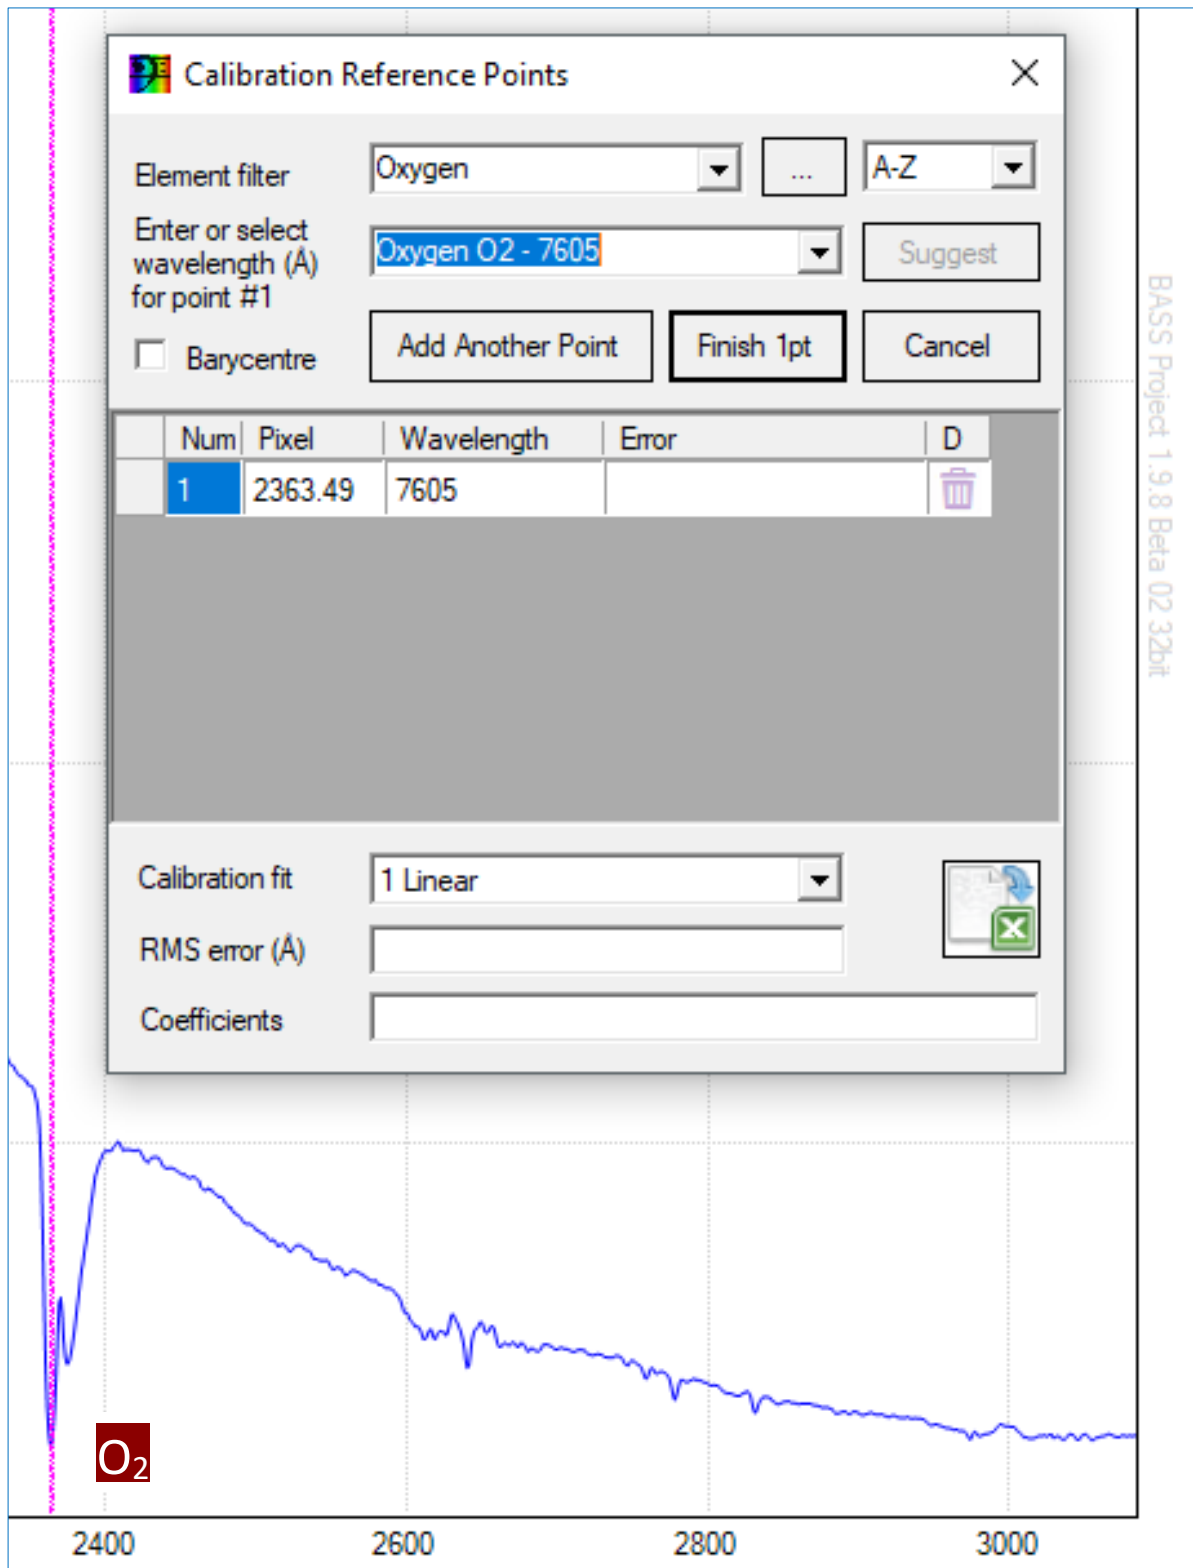 Calibration Reference Points
Element filter
Oxygen
...
A-Z
Enter or select
wavelength (Å)
for point #1
Oxygen O2 - 7605
Suggest
Barycentre
Add Another Point
Finish 1pt
Cancel
Num Pixel Wavelength Error D
1 2363.49 7605
Calibration fit
1 Linear
RMS error (Å)
Coefficients
BASS Project 1.9.8 Beta 02 32bit
O₂
2400 2600 2800 3000